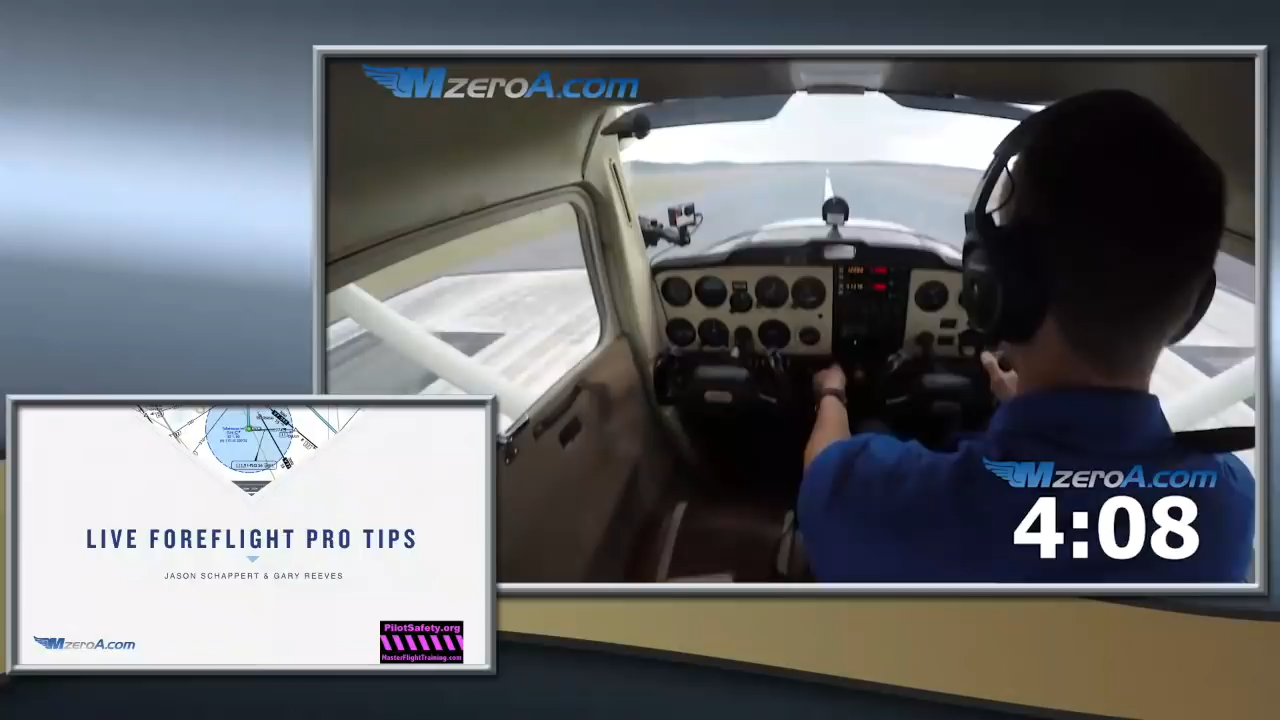 MzeroA.com
MzeroA.com
4:08
LIVE FOREFLIGHT PRO TIPS
JASON SCHAPPERT & GARY REEVES
MzeroA.com
PilotSafety.org
MasterFlightTraining.com